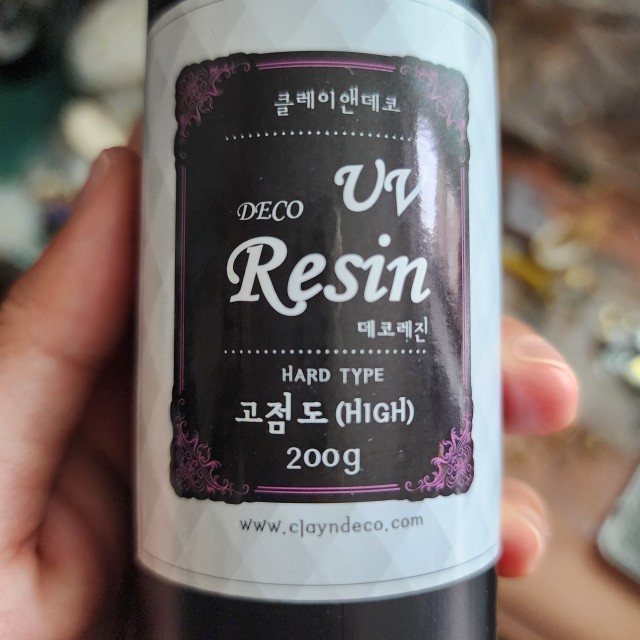 클레이앤데코
UV
DECO
Resin
데코레진
HARD TYPE
고점도 (HIGH)
200g
www.clayndeco.com